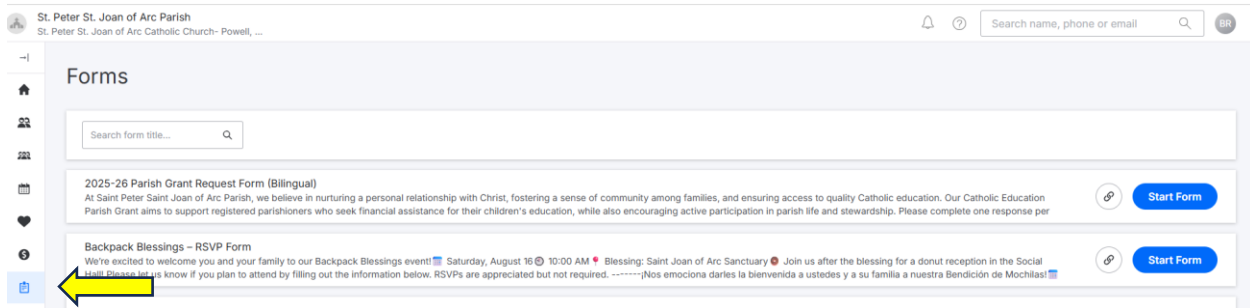 St. Peter St. Joan of Arc Parish
St. Peter St. Joan of Arc Catholic Church- Powell, ...
Search name, phone or email
BR
Forms
Search form title...
2025-26 Parish Grant Request Form (Bilingual)
At Saint Peter Saint Joan of Arc Parish, we believe in nurturing a personal relationship with Christ, fostering a sense of community among families, and ensuring access to quality Catholic education. Our Catholic Education
Parish Grant aims to support registered parishioners who seek financial assistance for their children's education, while also encouraging active participation in parish life and stewardship. Please complete one response per
Start Form
Backpack Blessings – RSVP Form
We're excited to welcome you and your family to our Backpack Blessings event!🗓️ Saturday, August 16🕙 10:00 AM📍 Blessing: Saint Joan of Arc Sanctuary🍩 Join us after the blessing for a donut reception in the Social
Hall! Please let us know if you plan to attend by filling out the information below. RSVPs are appreciated but not required. -------¡Nos emociona darles la bienvenida a ustedes y a su familia a nuestra Bendición de Mochilas!🗓️
Start Form